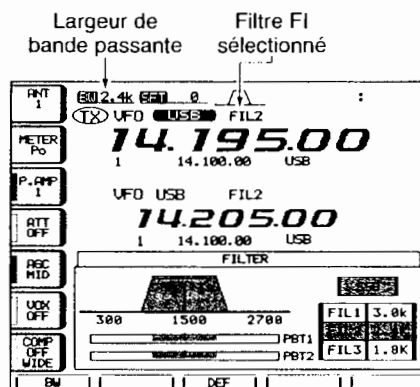 Largeur de
bande passante
Filtre FI
sélectionné
ANT
1
BW 2.4k SFT 0 :
TX VFO USB FIL2
METER
Po
14.195.00
1 14.100.00 USB
P.AMP
1
VFO USB FIL2
14.205.00
1 14.100.00 USB
ATT
OFF
AGC
MID
FILTER
VOX
OFF
300 1500 2700
FIL1 3.0k
FIL3 1.8K
PBT1
PBT2
COMP
OFF
WIDE
BW DEF